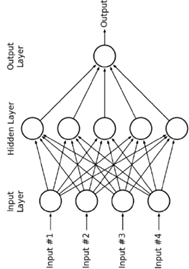 Output
Output
Layer
Hidden Layer
Input
Layer
Input #1
Input #2
Input #3
Input #4